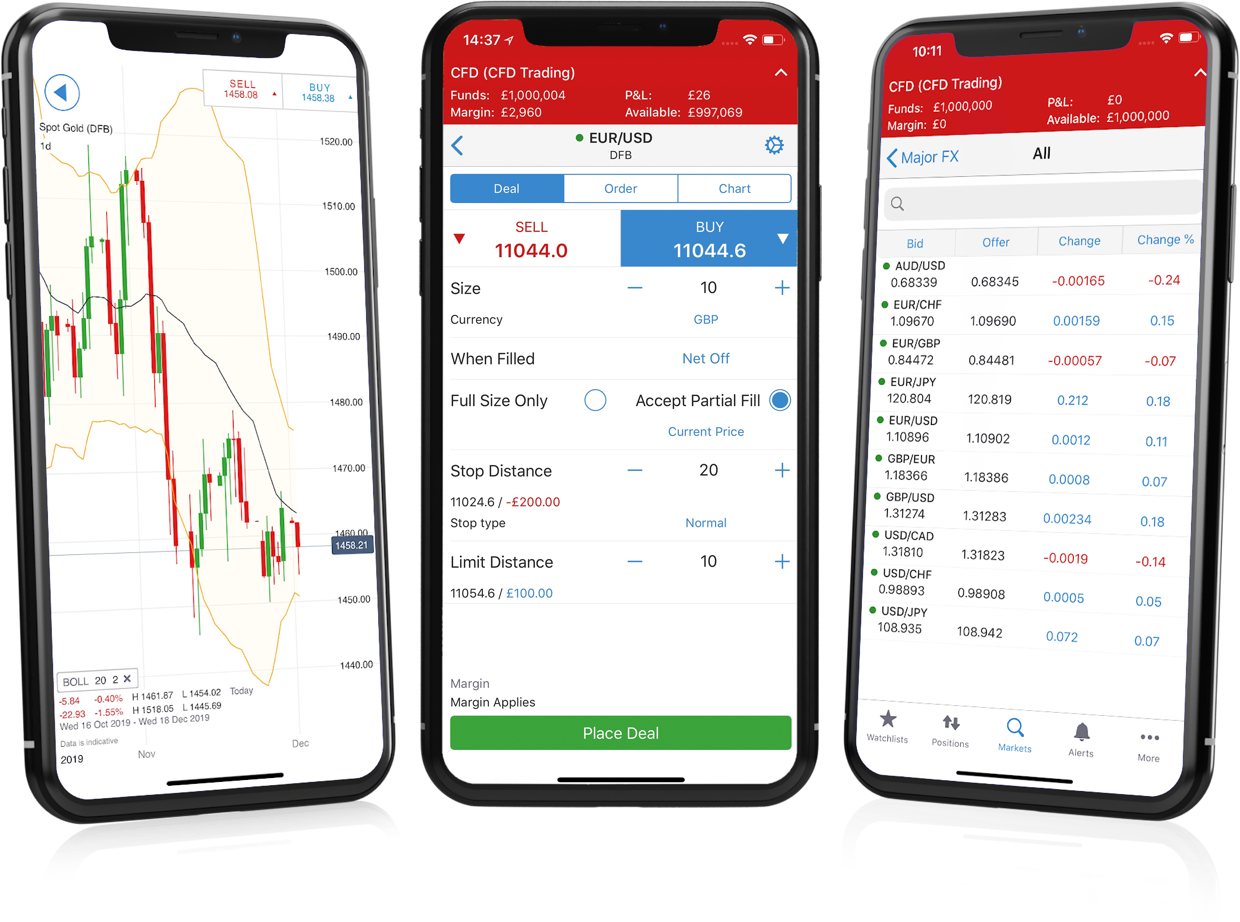 SELL BUY
1458.08 1458.38
Spot Gold (DFB)
1d
1520.00
1510.00
1500.00
1490.00
1480.00
1470.00
1460.00
1458.21
1450.00
1440.00
BOLL 20 2 ×
-5.84 -0.40% H 1461.87 L 1454.02 Today
-22.93 -1.55% H 1518.05 L 1445.69
Wed 16 Oct 2019 - Wed 18 Dec 2019
Data is indicative
2019 Nov Dec
14:37
CFD (CFD Trading)
Funds: £1,000,004 P&L: £26
Margin: £2,960 Available: £997,069
EUR/USD
DFB
Deal Order Chart
SELL BUY
11044.0 11044.6
Size 10
Currency GBP
When Filled Net Off
Full Size Only Accept Partial Fill
Current Price
Stop Distance 20
11024.6 / -£200.00
Stop type Normal
Limit Distance 10
11054.6 / £100.00
Margin
Margin Applies
Place Deal
10:11
CFD (CFD Trading)
Funds: £1,000,000 P&L: £0
Margin: £0 Available: £1,000,000
Major FX All
Bid Offer Change Change %
AUD/USD
0.68339 0.68345 -0.00165 -0.24
EUR/CHF
1.09670 1.09690 0.00159 0.15
EUR/GBP
0.84472 0.84481 -0.00057 -0.07
EUR/JPY
120.804 120.819 0.212 0.18
EUR/USD
1.10896 1.10902 0.0012 0.11
GBP/EUR
1.18366 1.18386 0.0008 0.07
GBP/USD
1.31274 1.31283 0.00234 0.18
USD/CAD
1.31810 1.31823 -0.0019 -0.14
USD/CHF
0.98893 0.98908 0.0005 0.05
USD/JPY
108.935 108.942 0.072 0.07
Watchlists Positions Markets Alerts More